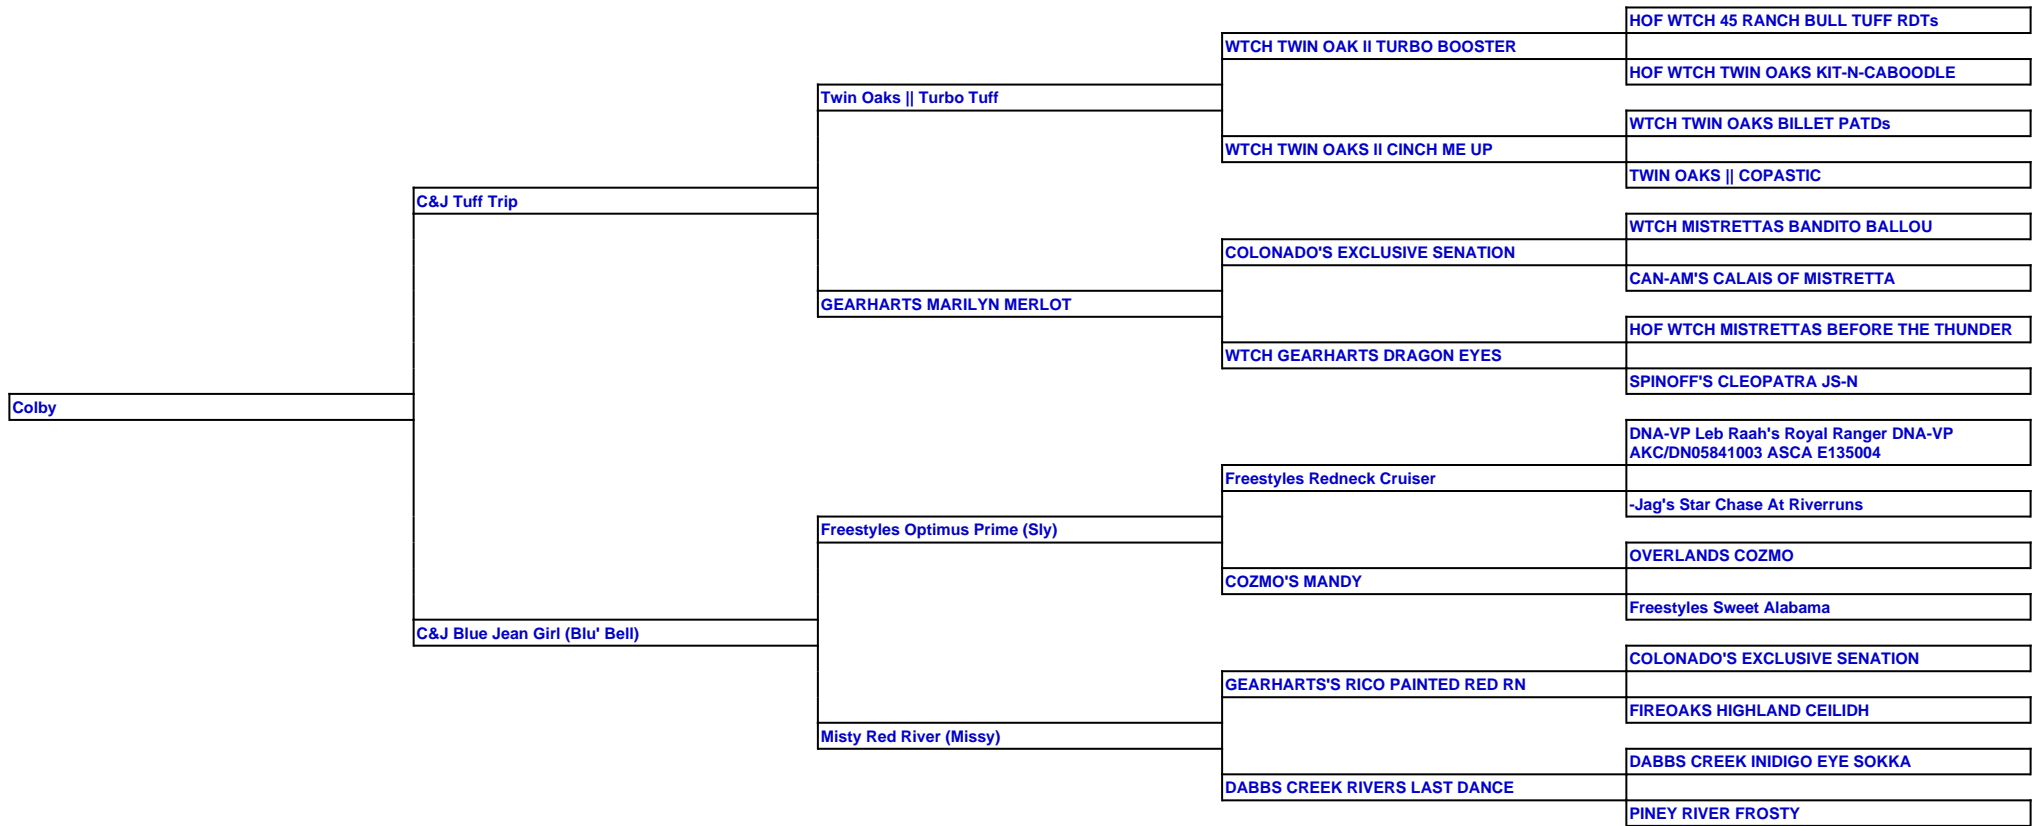 HOF WTCH 45 RANCH BULL TUFF RDTs
WTCH TWIN OAK II TURBO BOOSTER
HOF WTCH TWIN OAKS KIT-N-CABOODLE
Twin Oaks || Turbo Tuff
WTCH TWIN OAKS BILLET PATDs
WTCH TWIN OAKS II CINCH ME UP
TWIN OAKS || COPASTIC
C&J Tuff Trip
WTCH MISTRETTAS BANDITO BALLOU
COLONADO'S EXCLUSIVE SENATION
CAN-AM'S CALAIS OF MISTRETTA
GEARHARTS MARILYN MERLOT
HOF WTCH MISTRETTAS BEFORE THE THUNDER
WTCH GEARHARTS DRAGON EYES
SPINOFF'S CLEOPATRA JS-N
Colby
DNA-VP Leb Raah's Royal Ranger DNA-VP
AKC/DN05841003 ASCA E135004
Freestyles Redneck Cruiser
-Jag's Star Chase At Riverruns
Freestyles Optimus Prime (Sly)
OVERLANDS COZMO
COZMO'S MANDY
Freestyles Sweet Alabama
C&J Blue Jean Girl (Blu' Bell)
COLONADO'S EXCLUSIVE SENATION
GEARHARTS'S RICO PAINTED RED RN
FIREOAKS HIGHLAND CEILIDH
Misty Red River (Missy)
DABBS CREEK INIDIGO EYE SOKKA
DABBS CREEK RIVERS LAST DANCE
PINEY RIVER FROSTY